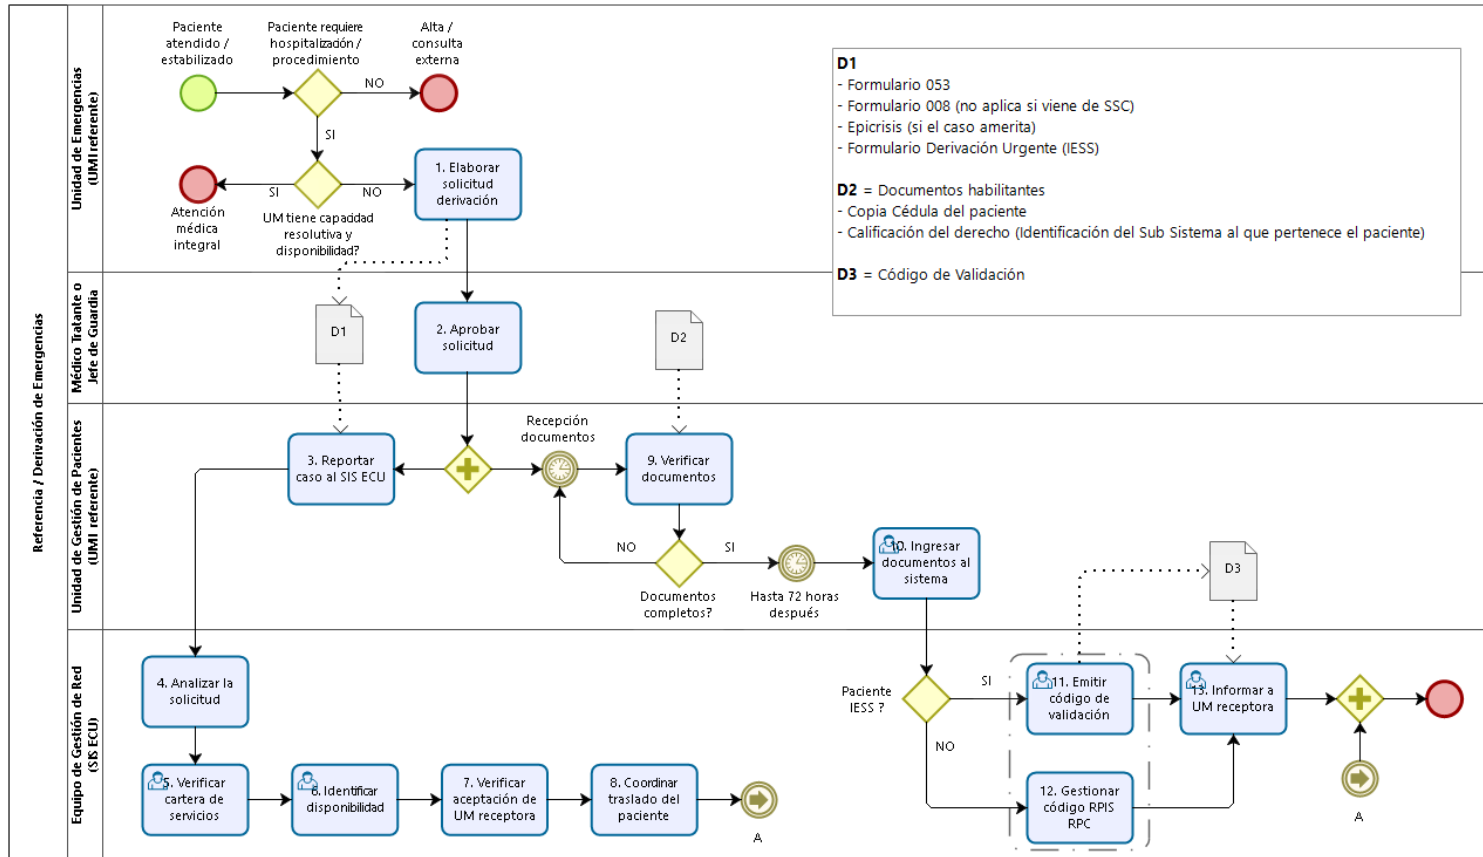 Referencia / Derivación de Emergencias
Unidad de Emergencias
(UMI referente)
Paciente
atendido /
estabilizado
Paciente requiere
hospitalización /
procedimiento
Alta /
consulta
externa
NO
SI
SI
NO
Atención
médica
integral
UM tiene capacidad
resolutiva y
disponibilidad?
1. Elaborar
solicitud
derivación
D1
- Formulario 053
- Formulario 008 (no aplica si viene de SSC)
- Epicrisis (si el caso amerita)
- Formulario Derivación Urgente (IESS)
D2 = Documentos habilitantes
- Copia Cédula del paciente
- Calificación del derecho (Identificación del Sub Sistema al que pertenece el paciente)
D3 = Código de Validación
Médico Tratante o
Jefe de Guardia
D1
2. Aprobar
solicitud
D2
Unidad de Gestión de Pacientes
(UMI referente)
3. Reportar
caso al SIS ECU
Recepción
documentos
9. Verificar
documentos
NO
SI
Documentos
completos?
Hasta 72 horas
después
10. Ingresar
documentos al
sistema
D3
Equipo de Gestión de Red
(SIS ECU)
4. Analizar la
solicitud
5. Verificar
cartera de
servicios
6. Identificar
disponibilidad
7. Verificar
aceptación de
UM receptora
8. Coordinar
traslado del
paciente
A
Paciente
IESS ?
SI
NO
11. Emitir
código de
validación
12. Gestionar
código RPIS
RPC
13. Informar a
UM receptora
A